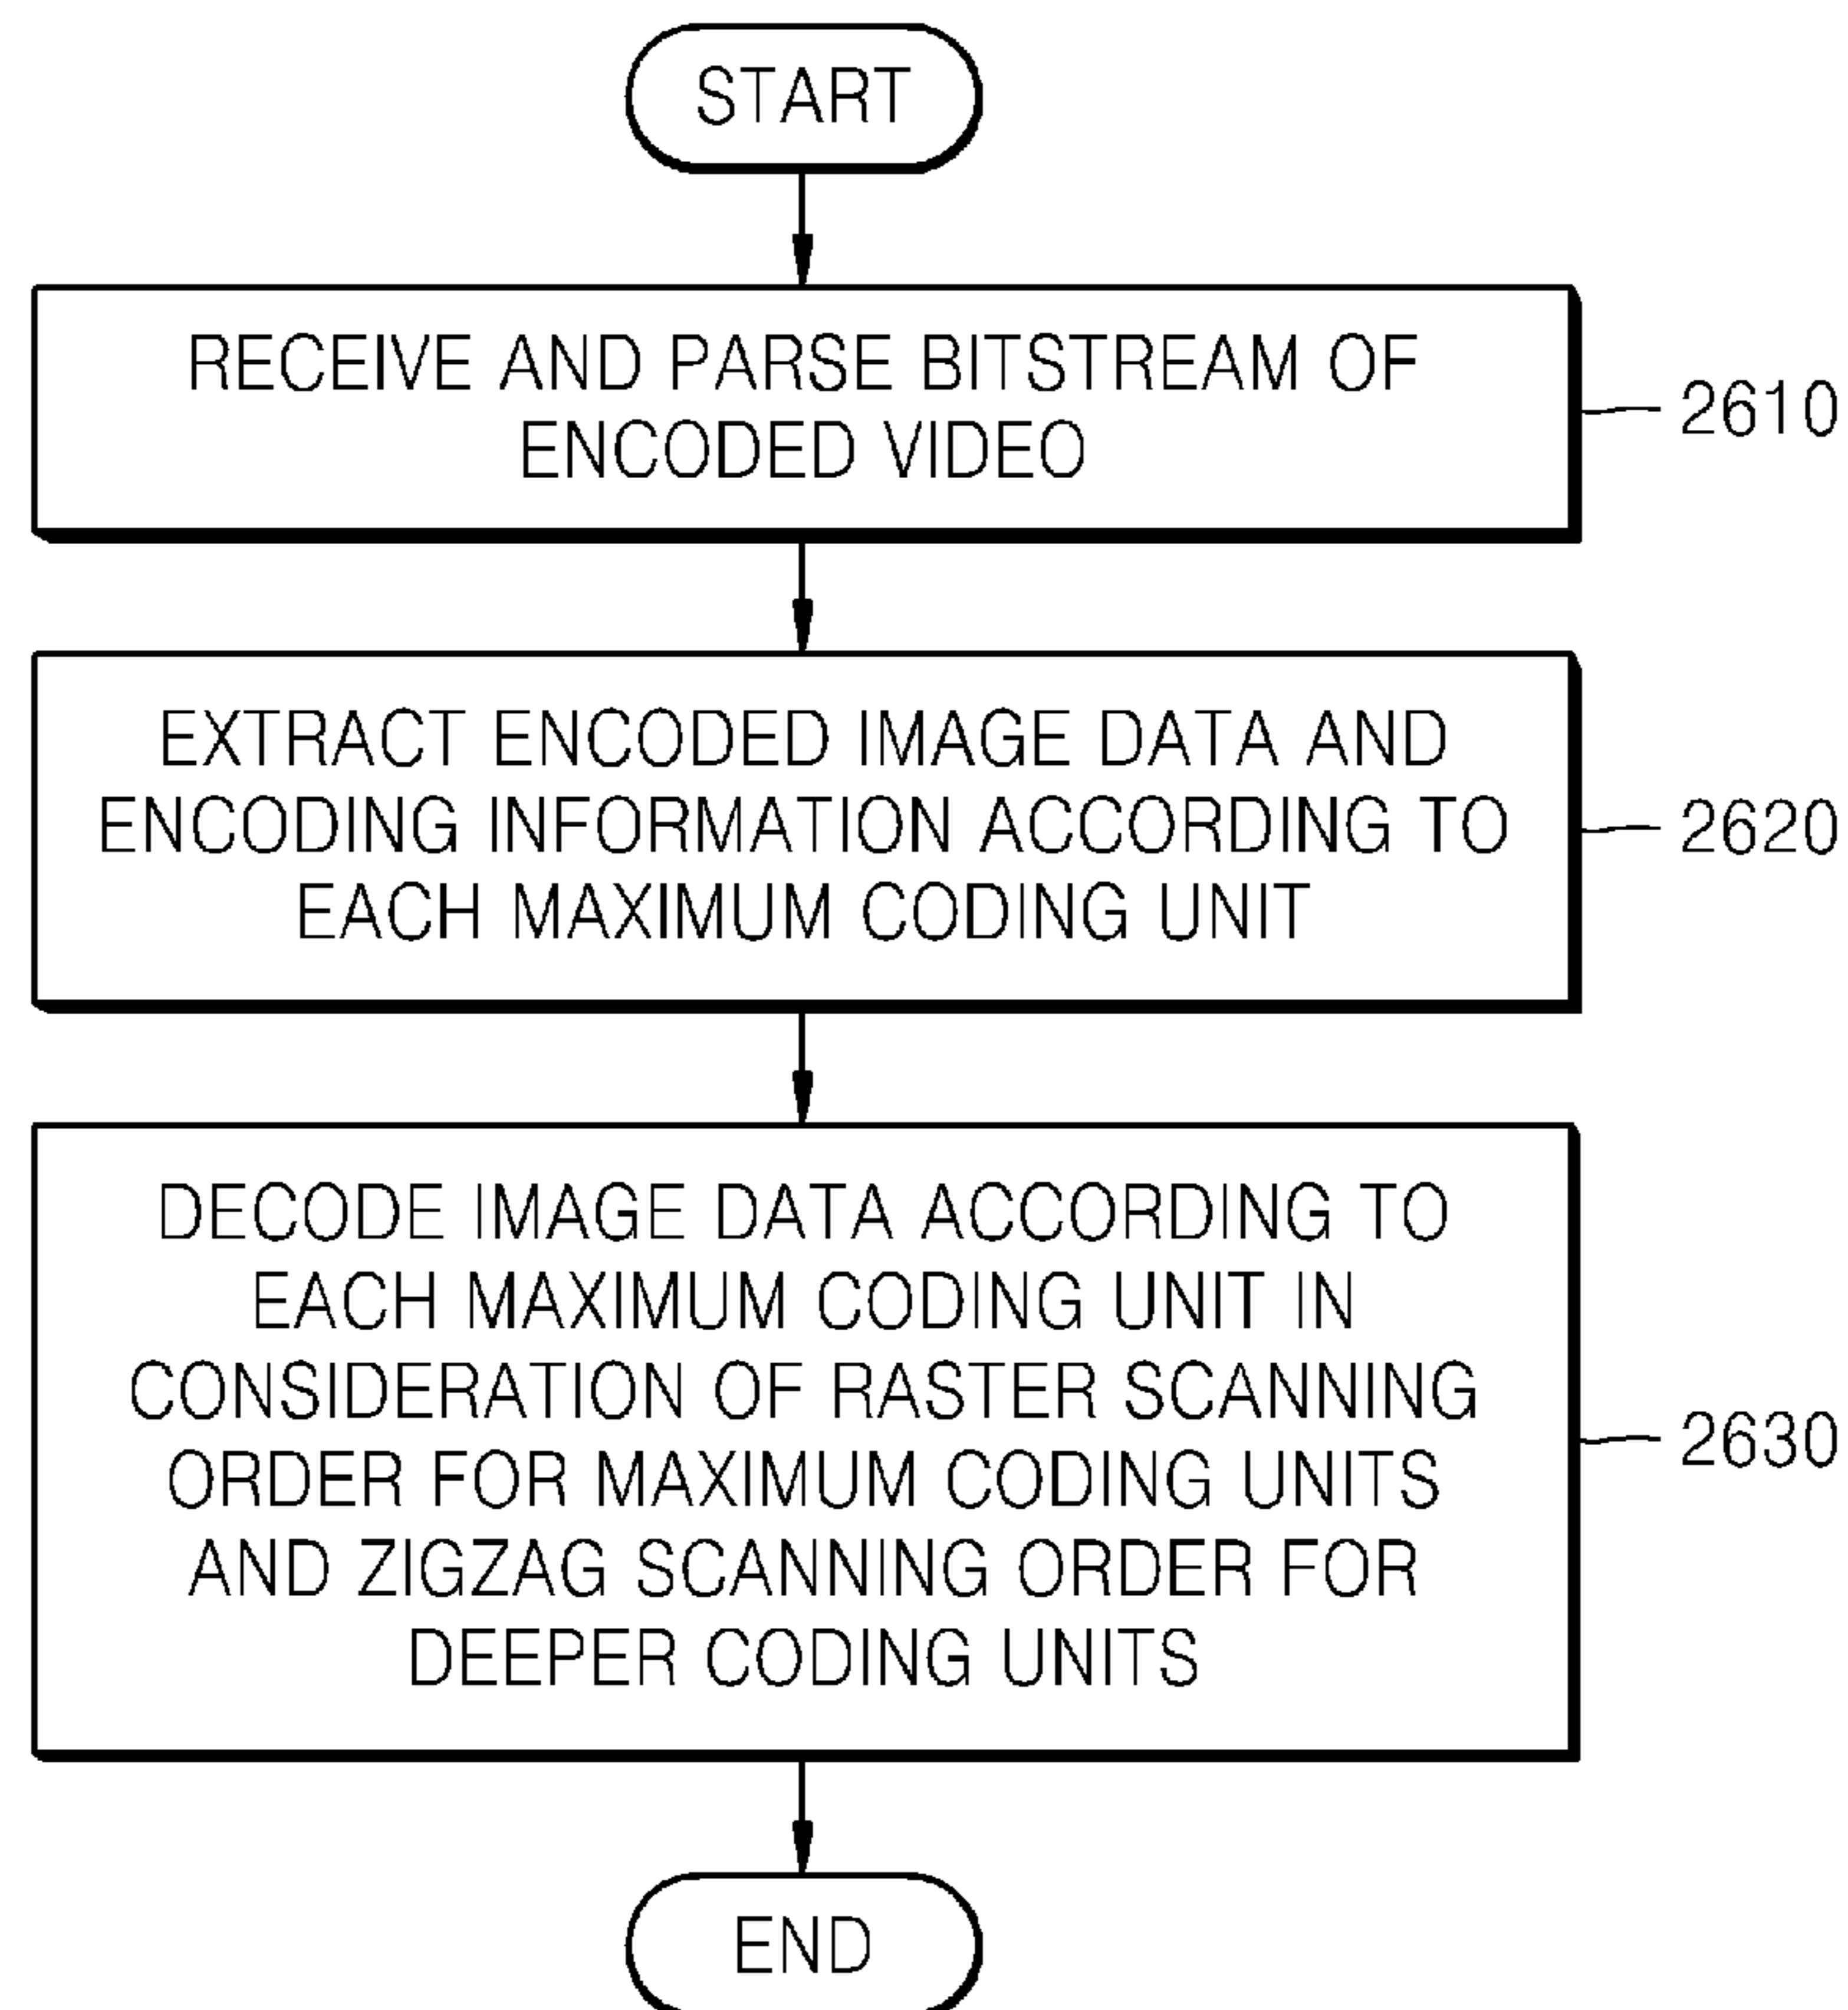 START
RECEIVE AND PARSE BITSTREAM OF
ENCODED VIDEO
2610
EXTRACT ENCODED IMAGE DATA AND
ENCODING INFORMATION ACCORDING TO
EACH MAXIMUM CODING UNIT
2620
DECODE IMAGE DATA ACCORDING TO
EACH MAXIMUM CODING UNIT IN
CONSIDERATION OF RASTER SCANNING
ORDER FOR MAXIMUM CODING UNITS
AND ZIGZAG SCANNING ORDER FOR
DEEPER CODING UNITS
2630
END